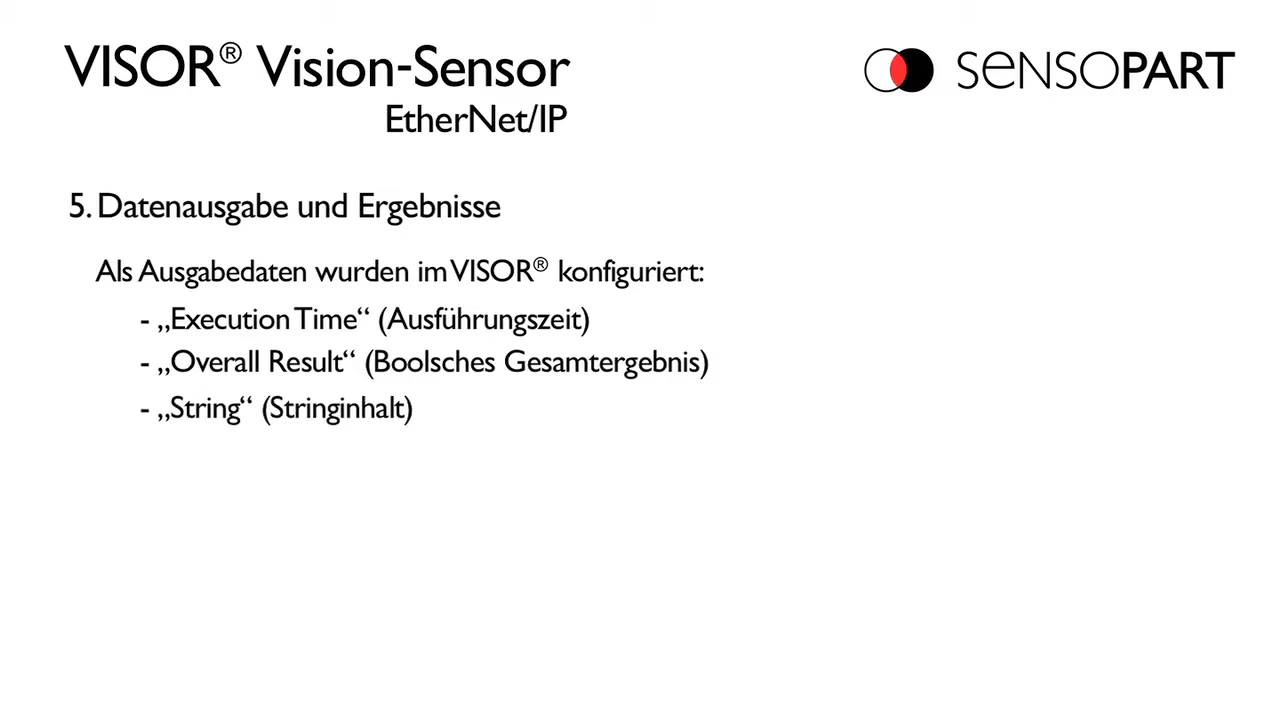 VISOR® Vision-Sensor
EtherNet/IP
SENSOPART
5. Datenausgabe und Ergebnisse
Als Ausgabedaten wurden im VISOR® konfiguriert:
- „Execution Time“ (Ausführungszeit)
- „Overall Result“ (Boolsches Gesamtergebnis)
- „String“ (Stringinhalt)